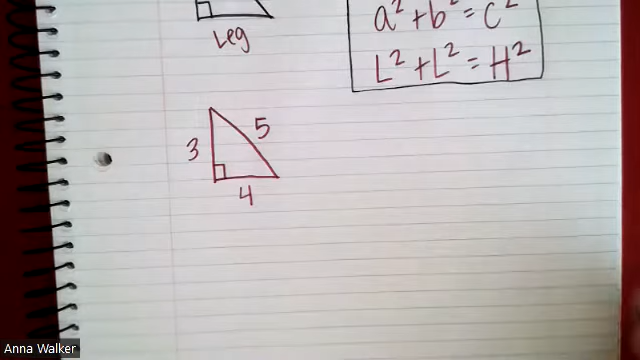 Leg
a² + b² = c²
L² + L² = H²
3
5
4
Anna Walker